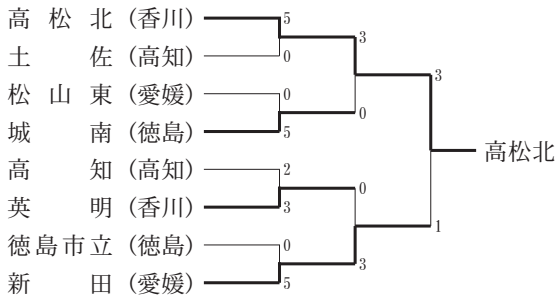 高松北 (香川) 5
土佐 (高知) 0
松山東 (愛媛) 0
城南 (徳島) 5
高知 (高知) 2
英明 (香川) 3
徳島市立 (徳島) 0
新田 (愛媛) 5
3
0
0
3
3
1
高松北